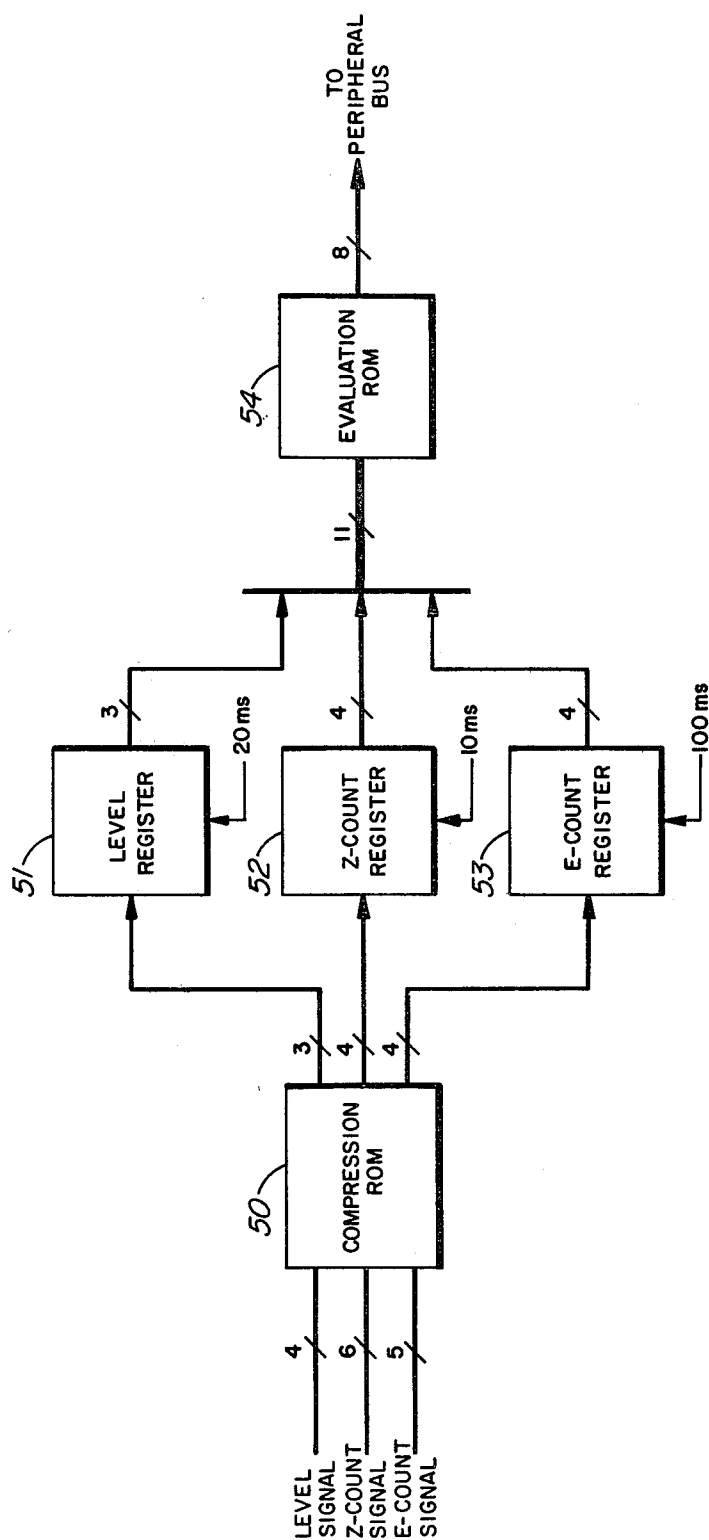 LEVEL
SIGNAL
Z-COUNT
SIGNAL
E-COUNT
SIGNAL
4
6
5
50
COMPRESSION
ROM
3
4
4
51
LEVEL
REGISTER
20ms
3
52
Z-COUNT
REGISTER
10ms
4
53
E-COUNT
REGISTER
100ms
4
11
54
EVALUATION
ROM
8
TO
PERIPHERAL
BUS